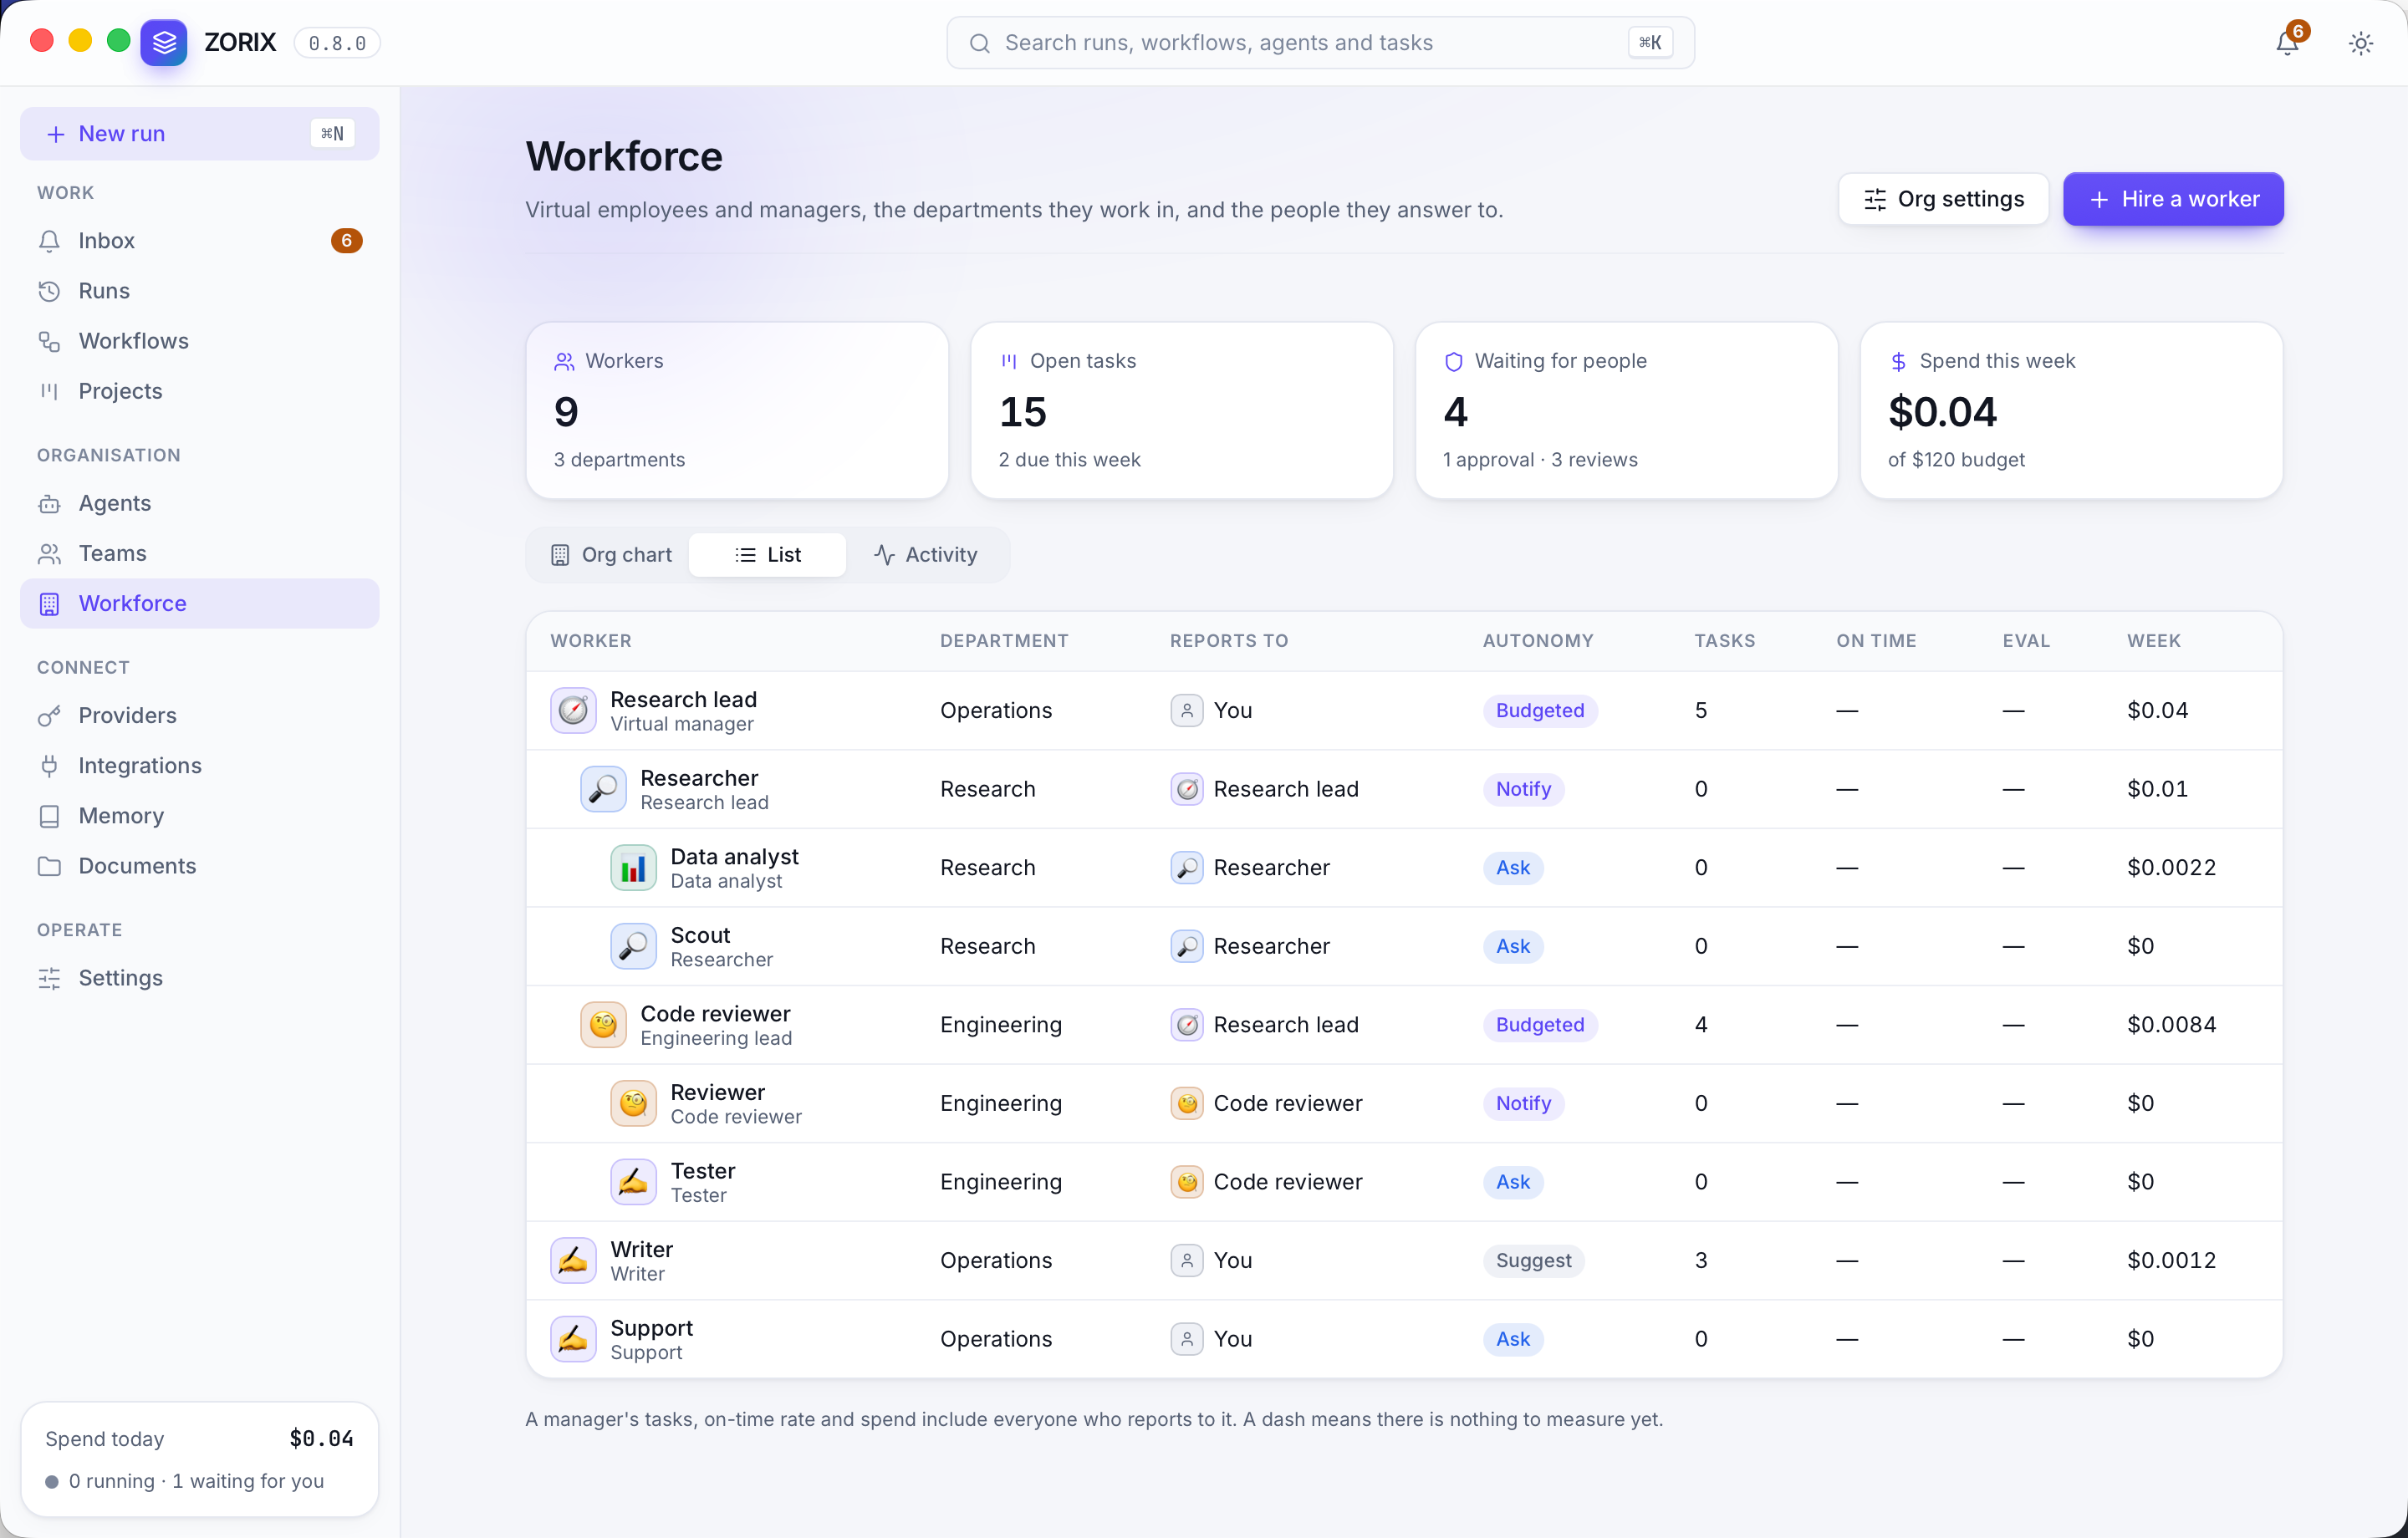 ZORIX 0.8.0
Search runs, workflows, agents and tasks ⌘K
6
+ New run ⌘N
WORK
Inbox 6
Runs
Workflows
Projects
ORGANISATION
Agents
Teams
Workforce
CONNECT
Providers
Integrations
Memory
Documents
OPERATE
Settings
Spend today $0.04
0 running · 1 waiting for you
Workforce
Virtual employees and managers, the departments they work in, and the people they answer to.
Org settings
+ Hire a worker
Workers
9
3 departments
Open tasks
15
2 due this week
Waiting for people
4
1 approval · 3 reviews
Spend this week
$0.04
of $120 budget
Org chart List Activity
WORKER DEPARTMENT REPORTS TO AUTONOMY TASKS ON TIME EVAL WEEK
Research lead
Virtual manager
Operations You Budgeted 5 — — $0.04
Researcher
Research lead
Research Research lead Notify 0 — — $0.01
Data analyst
Data analyst
Research Researcher Ask 0 — — $0.0022
Scout
Researcher
Research Researcher Ask 0 — — $0
Code reviewer
Engineering lead
Engineering Research lead Budgeted 4 — — $0.0084
Reviewer
Code reviewer
Engineering Code reviewer Notify 0 — — $0
Tester
Tester
Engineering Code reviewer Ask 0 — — $0
Writer
Writer
Operations You Suggest 3 — — $0.0012
Support
Support
Operations You Ask 0 — — $0
A manager's tasks, on-time rate and spend include everyone who reports to it. A dash means there is nothing to measure yet.